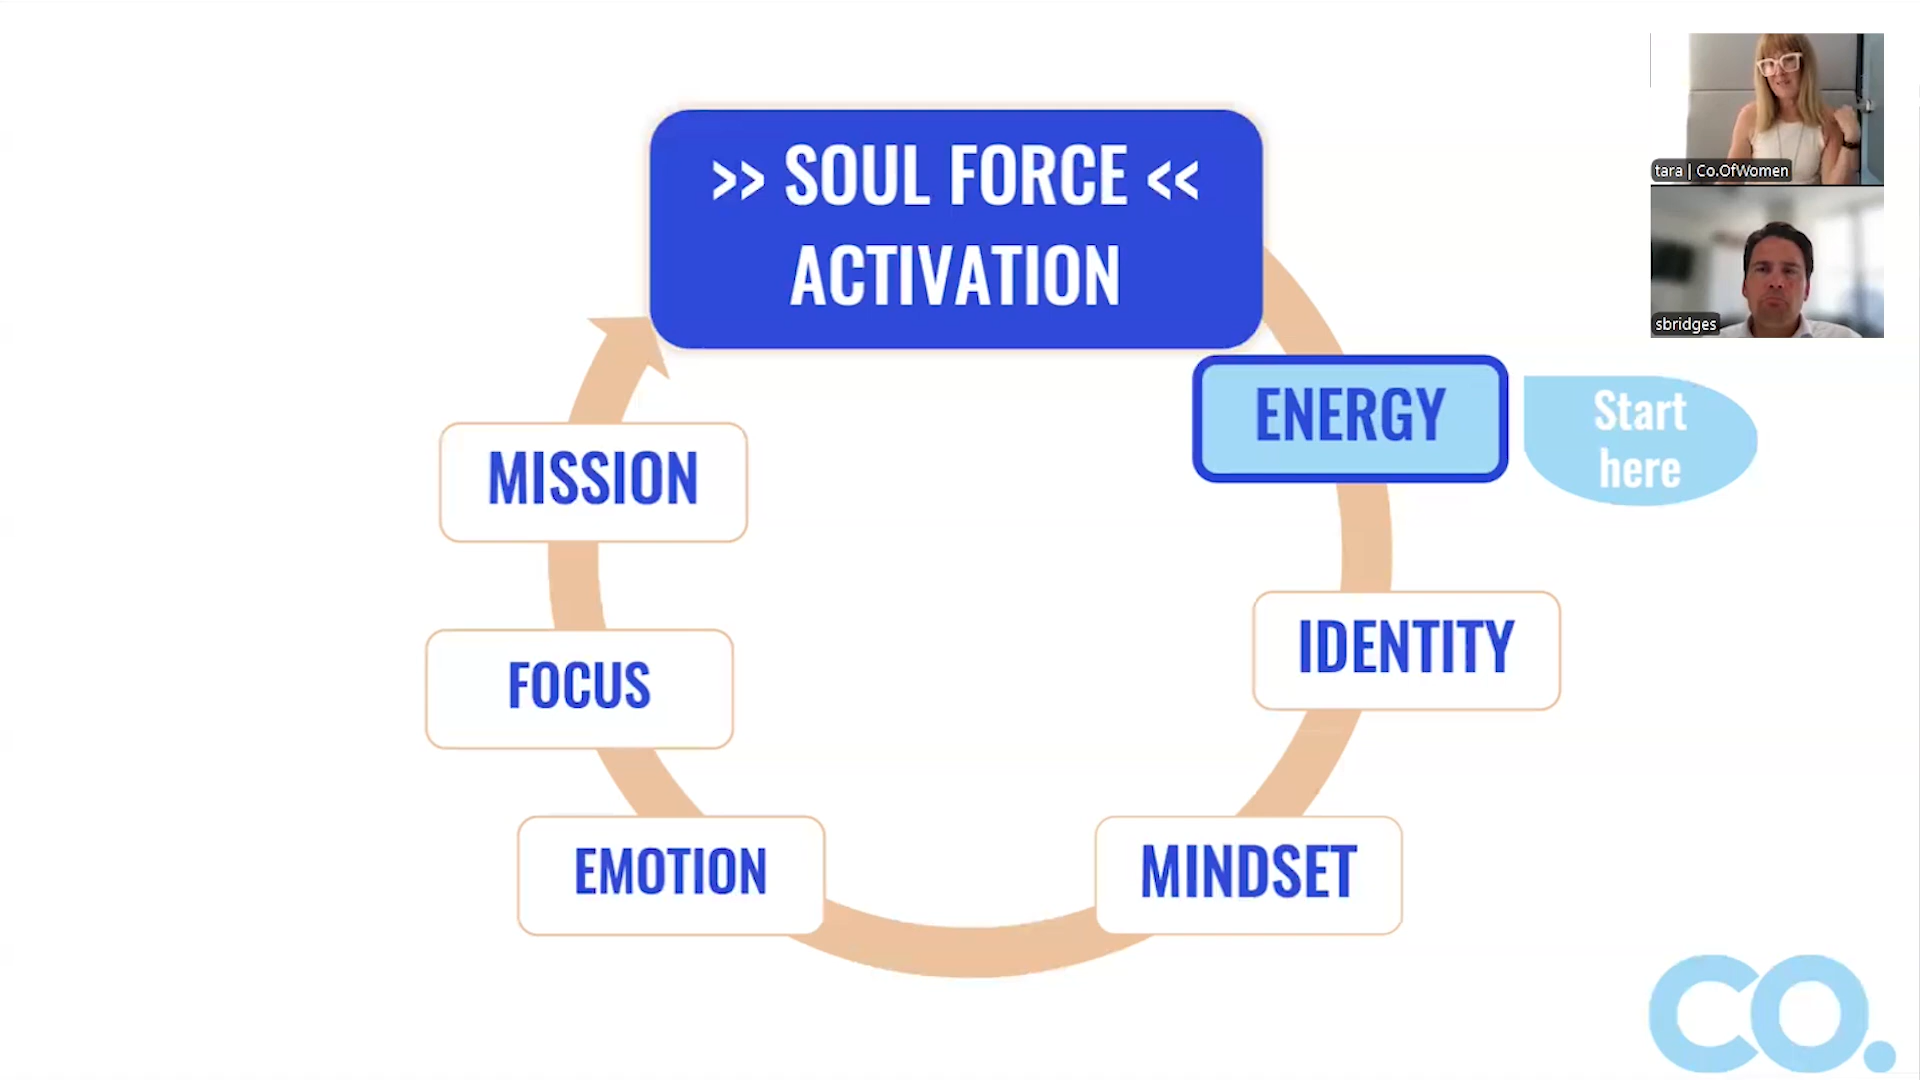 >> SOUL FORCE <<
ACTIVATION
tara | Co.OfWomen
sbridges
ENERGY
Start
here
MISSION
IDENTITY
FOCUS
EMOTION
MINDSET
CO.